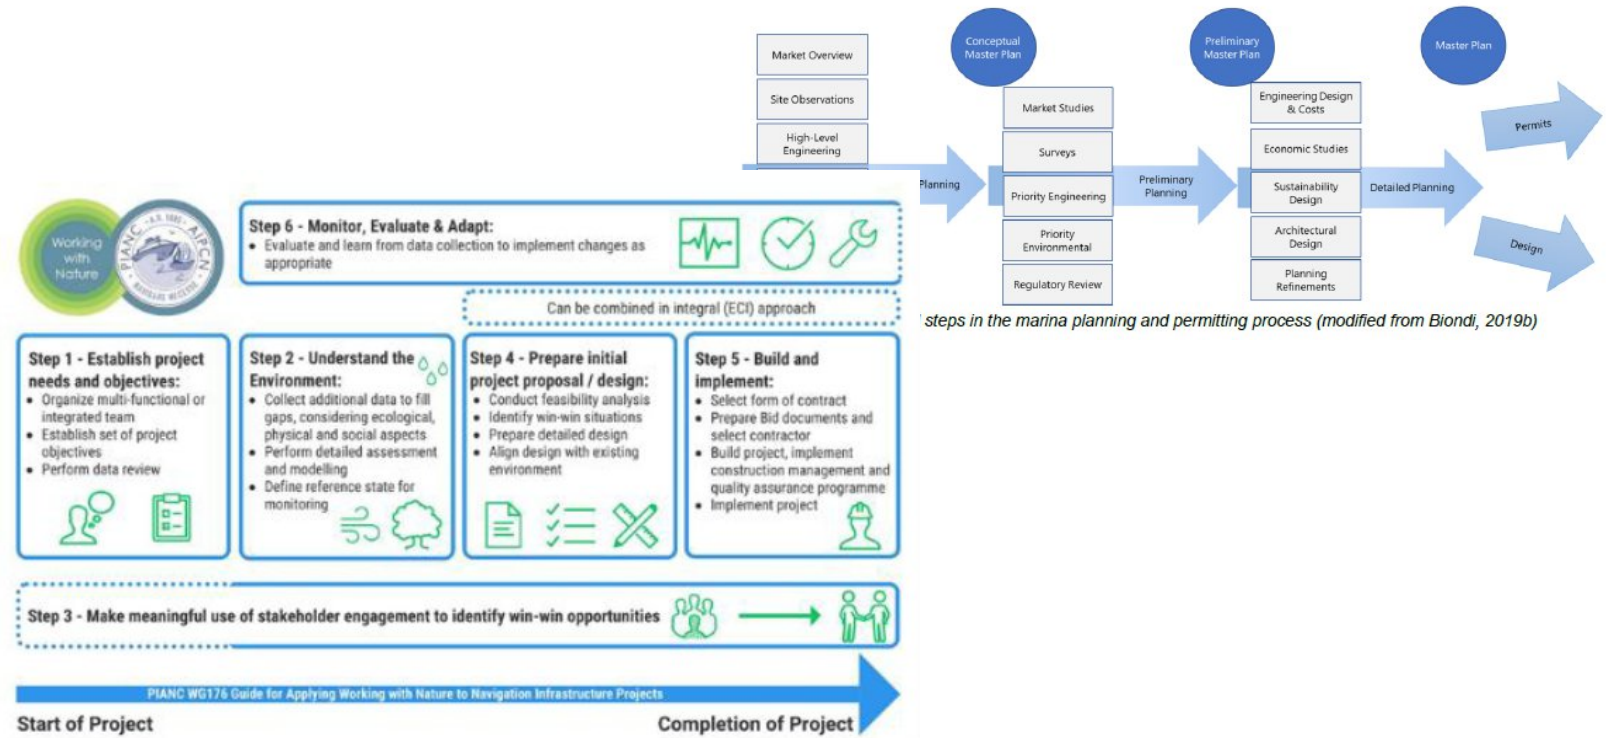 Market Overview
Site Observations
High-Level
Engineering
Planning
Conceptual
Master Plan
Market Studies
Surveys
Priority Engineering
Priority
Environmental
Regulatory Review
Preliminary
Planning
Preliminary
Master Plan
Engineering Design
& Costs
Economic Studies
Sustainability
Design
Architectural
Design
Planning
Refinements
Detailed Planning
Master Plan
Permits
Design
steps in the marina planning and permitting process (modified from Biondi, 2019b)
Working
with
Nature
PIANC
AIPCN
Step 6 - Monitor, Evaluate & Adapt:
• Evaluate and learn from data collection to implement changes as
appropriate
Can be combined in integral (ECI) approach
Step 1 - Establish project
needs and objectives:
• Organize multi-functional or
integrated team
• Establish set of project
objectives
• Perform data review
Step 2 - Understand the
Environment:
• Collect additional data to fill
gaps, considering ecological,
physical and social aspects
• Perform detailed assessment
and modelling
• Define reference state for
monitoring
Step 4 - Prepare initial
project proposal / design:
• Conduct feasibility analysis
• Identify win-win situations
• Prepare detailed design
• Align design with existing
environment
Step 5 - Build and
implement:
• Select form of contract
• Prepare Bid documents and
select contractor
• Build project, implement
construction management and
quality assurance programme
• Implement project
Step 3 - Make meaningful use of stakeholder engagement to identify win-win opportunities
PIANC WG176 Guide for Applying Working with Nature to Navigation Infrastructure Projects
Start of Project
Completion of Project